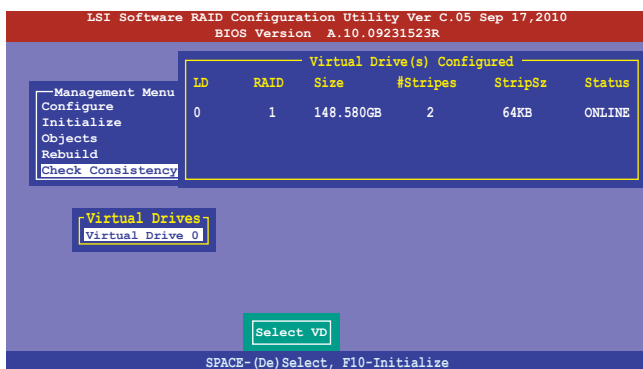 LSI Software RAID Configuration Utility Ver C.05 Sep 17,2010
BIOS Version A.10.09231523R
Virtual Drive(s) Configured
LD RAID Size #Stripes StripSz Status
0 1 148.580GB 2 64KB ONLINE
Management Menu
Configure
Initialize
Objects
Rebuild
Check Consistency
Virtual Drives
Virtual Drive 0
Select VD
SPACE-(De)Select, F10-Initialize